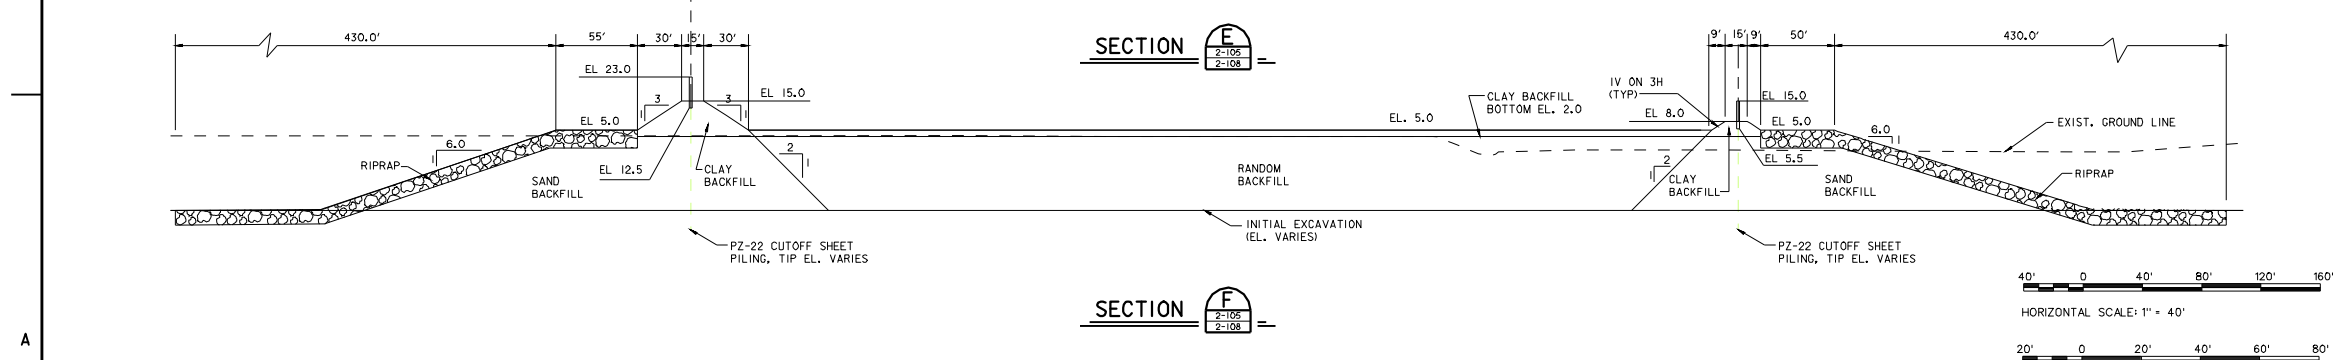 SECTION E
2-105
2-108
430.0' 55' 30' 15' 30'
9' 15' 9' 50' 430.0'
EL 23.0
EL 15.0
3 1
3 1
EL 5.0
6.0
1
RIPRAP
EL 12.5
SAND
BACKFILL
CLAY
BACKFILL
2
1
PZ-22 CUTOFF SHEET
PILING, TIP EL. VARIES
RANDOM
BACKFILL
INITIAL EXCAVATION
(EL. VARIES)
EL. 5.0
CLAY BACKFILL
BOTTOM EL. 2.0
1V ON 3H
(TYP)
EL 8.0
EL 15.0
EL 5.0
6.0
1
EXIST. GROUND LINE
EL 5.5
2
1
CLAY
BACKFILL
SAND
BACKFILL
RIPRAP
PZ-22 CUTOFF SHEET
PILING, TIP EL. VARIES
SECTION F
2-105
2-108
40' 0 40' 80' 120' 160'
HORIZONTAL SCALE: 1" = 40'
20' 0 20' 40' 60' 80'
A